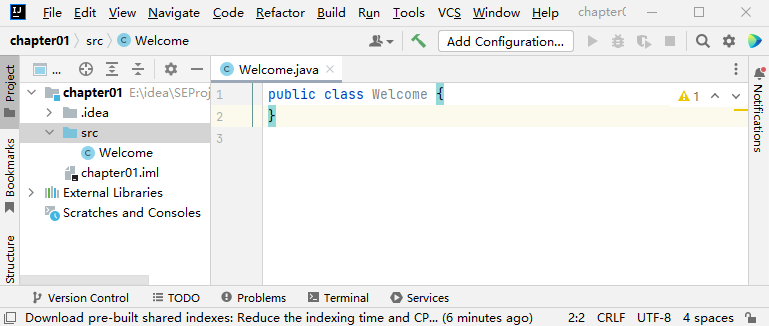 IJ File Edit View Navigate Code Refactor Build Run Tools VCS Window Help chapter0
chapter01 src C Welcome Add Configuration...
Project
...
C Welcome.java
chapter01 E:\idea\SEProj
.idea
src
C Welcome
chapter01.iml
External Libraries
Scratches and Consoles
1 public class Welcome {
2 }
3
1
Bookmarks
Structure
Notifications
Version Control TODO Problems Terminal Services
Download pre-built shared indexes: Reduce the indexing time and CP... (6 minutes ago) 2:2 CRLF UTF-8 4 spaces